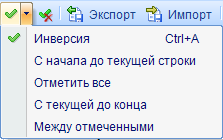 Экспорт Импорт
Инверсия Ctrl+A
С начала до текущей строки
Отметить все
С текущей до конца
Между отмеченными